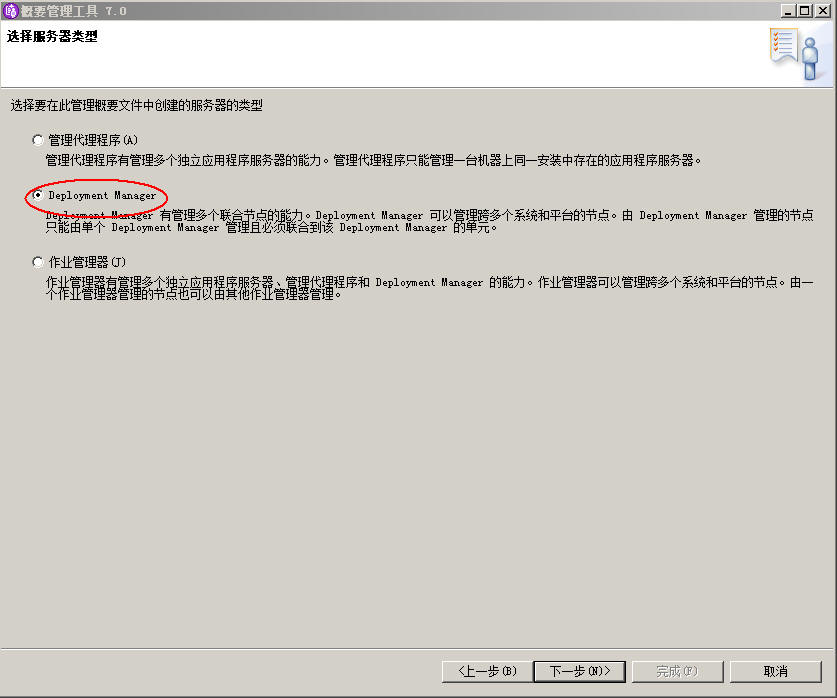 概要管理工具 7.0
选择服务器类型
选择要在此管理概要文件中创建的服务器的类型
管理代理程序(A)
管理代理程序有管理多个独立应用程序服务器的能力。管理代理程序只能管理一台机器上同一安装中存在的应用程序服务器。
Deployment Manager
Deployment Manager 有管理多个联合节点的能力。Deployment Manager 可以管理跨多个系统和平台的节点。由 Deployment Manager 管理的节点
只能由单个 Deployment Manager 管理且必须联合到该 Deployment Manager 的单元。
作业管理器(J)
作业管理器有管理多个独立应用程序服务器、管理代理程序和 Deployment Manager 的能力。作业管理器可以管理跨多个系统和平台的节点。由一
个作业管理器管理的节点也可以由其他作业管理器管理。
<上一步(B) 下一步(N)> 完成(F) 取消